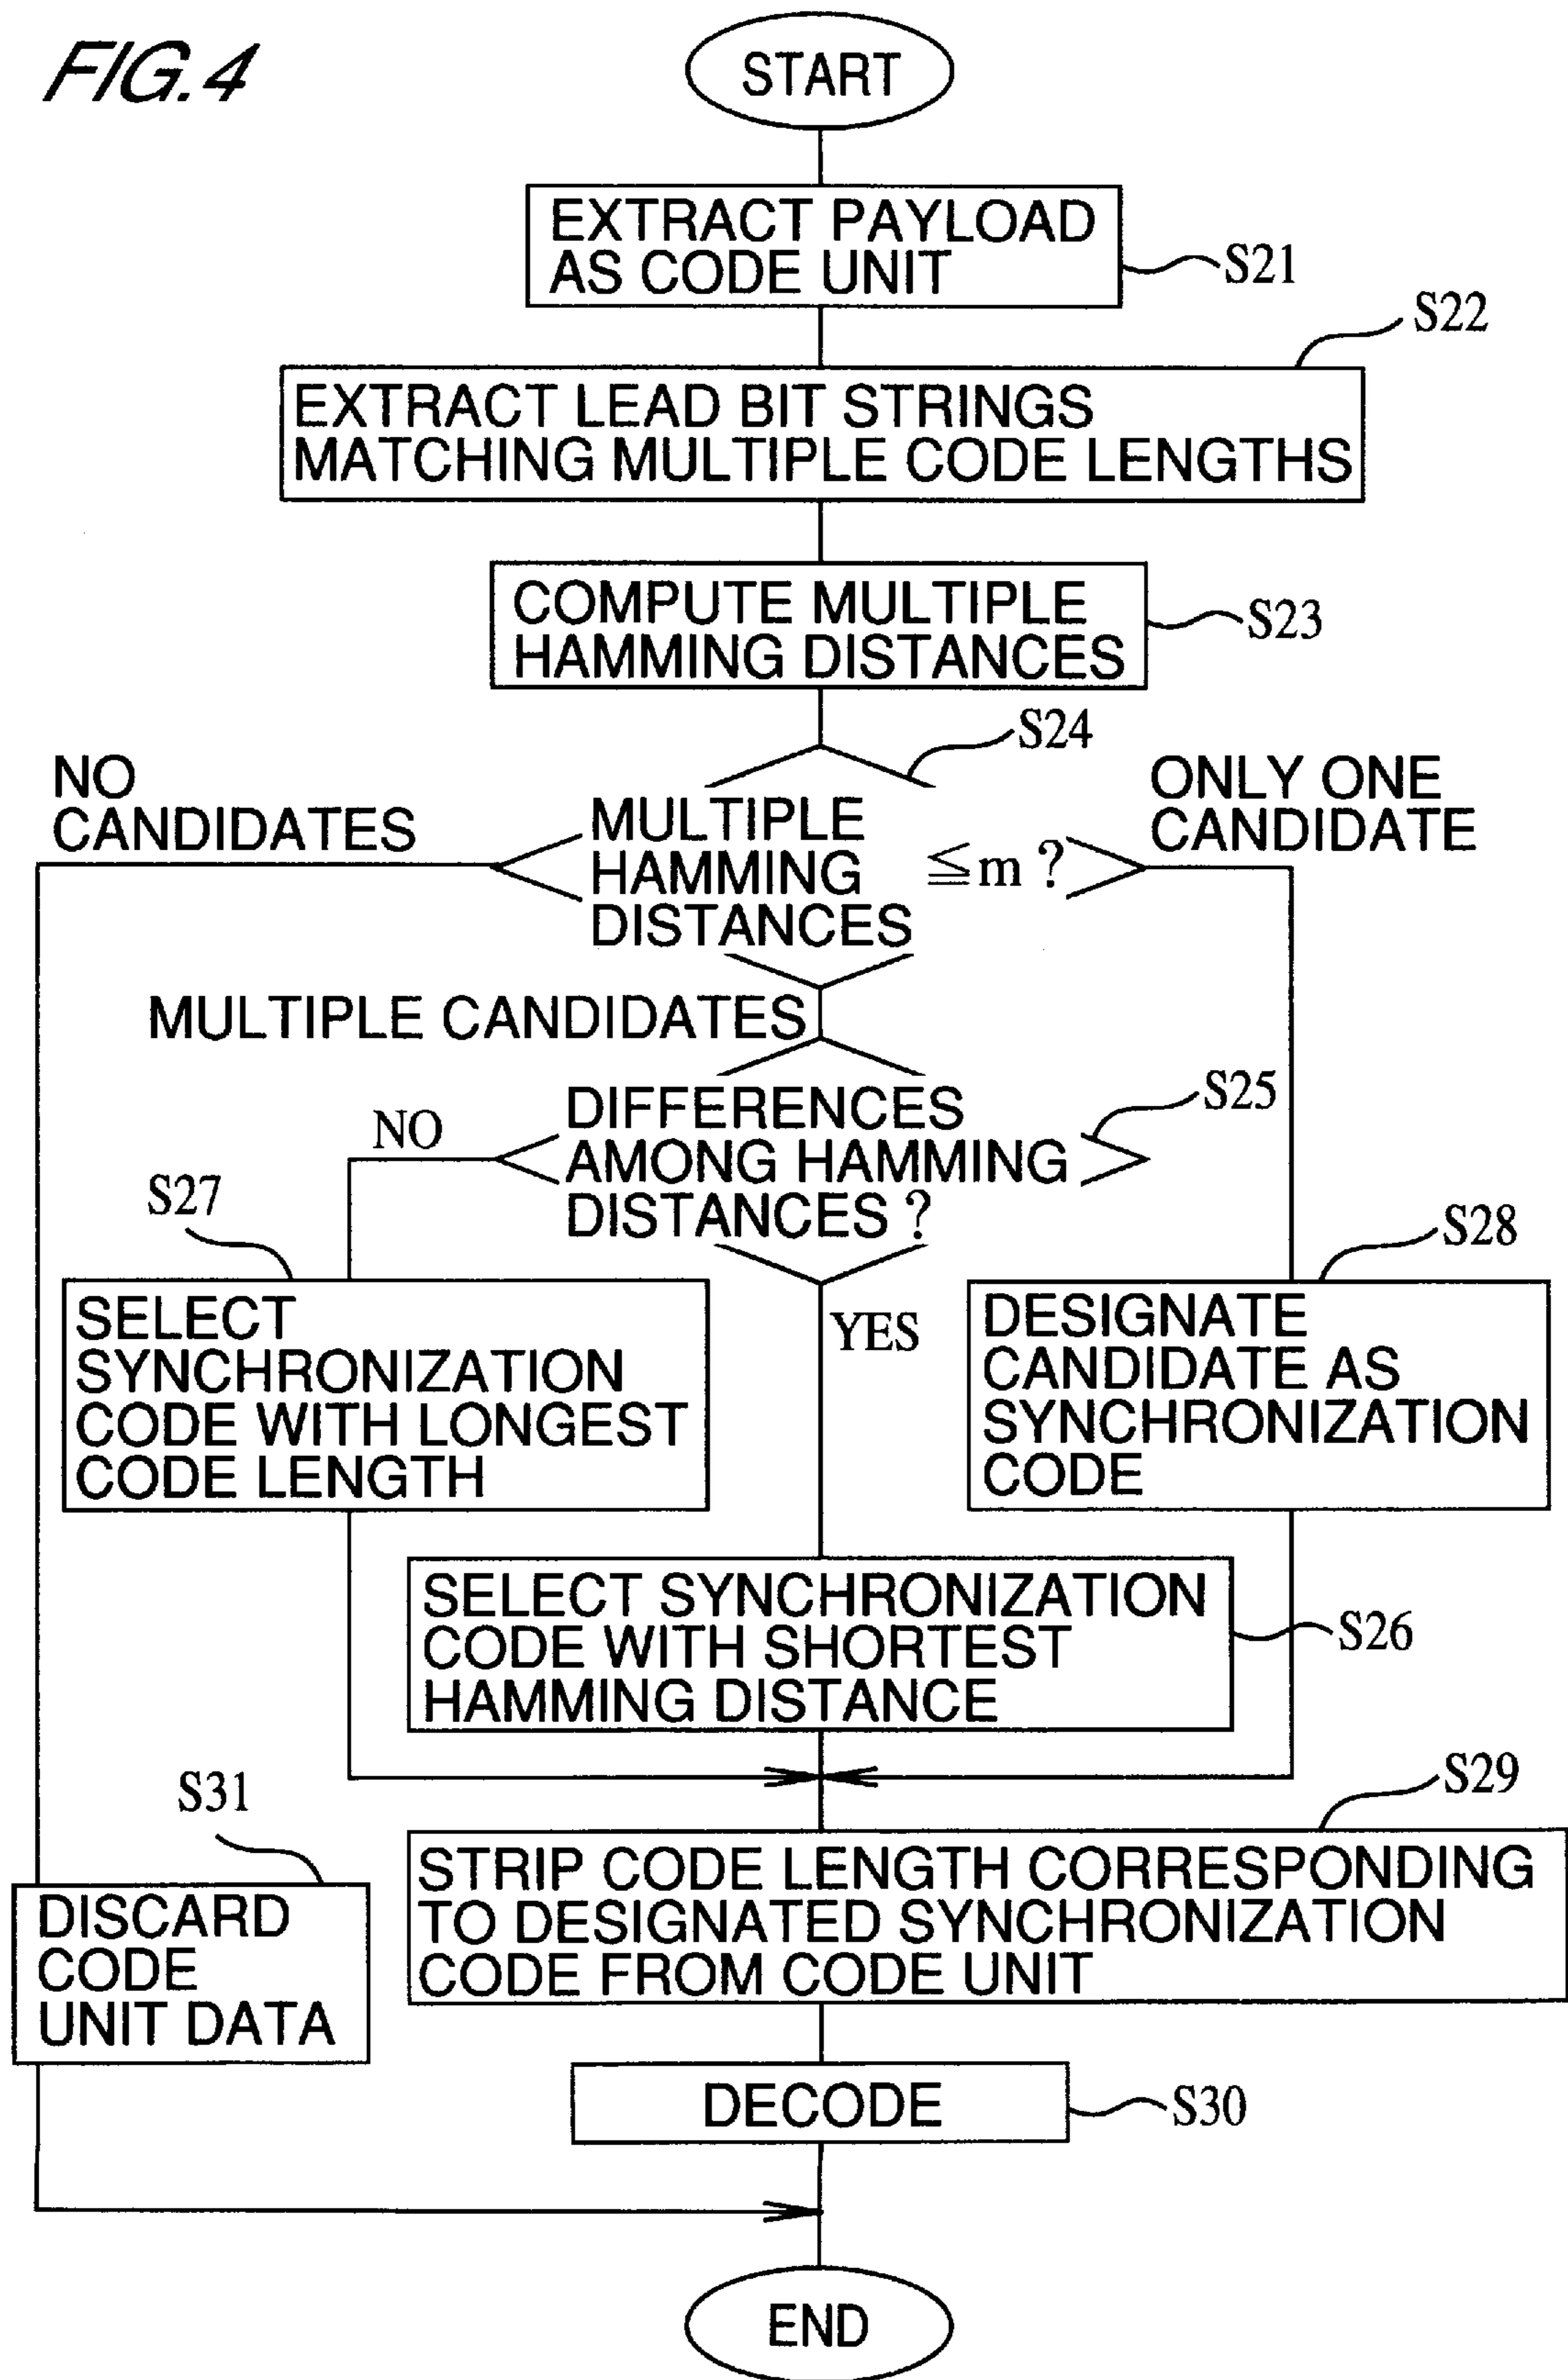 FIG.4
START
EXTRACT PAYLOAD
AS CODE UNIT
S21
S22
EXTRACT LEAD BIT STRINGS
MATCHING MULTIPLE CODE LENGTHS
COMPUTE MULTIPLE
HAMMING DISTANCES
S23
S24
NO
CANDIDATES
MULTIPLE
HAMMING
DISTANCES
≦m ?
ONLY ONE
CANDIDATE
MULTIPLE CANDIDATES
S25
NO
DIFFERENCES
AMONG HAMMING
DISTANCES ?
S27
S28
SELECT
SYNCHRONIZATION
CODE WITH LONGEST
CODE LENGTH
YES
DESIGNATE
CANDIDATE AS
SYNCHRONIZATION
CODE
SELECT SYNCHRONIZATION
CODE WITH SHORTEST
HAMMING DISTANCE
S26
S31
S29
DISCARD
CODE
UNIT DATA
STRIP CODE LENGTH CORRESPONDING
TO DESIGNATED SYNCHRONIZATION
CODE FROM CODE UNIT
DECODE
S30
END